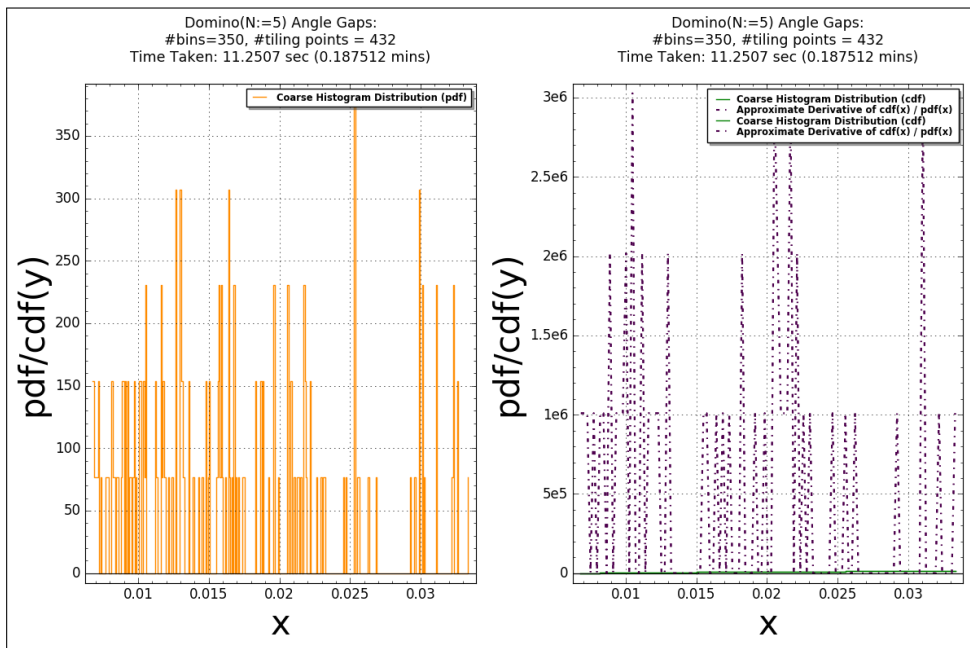 Domino(N:=5) Angle Gaps:
#bins=350, #tiling points = 432
Time Taken: 11.2507 sec (0.187512 mins)
Coarse Histogram Distribution (pdf)
pdf/cdf(y)
350
300
250
200
150
100
50
0
0.01
0.015
0.02
0.025
0.03
x
Domino(N:=5) Angle Gaps:
#bins=350, #tiling points = 432
Time Taken: 11.2507 sec (0.187512 mins)
Coarse Histogram Distribution (cdf)
Approximate Derivative of cdf(x) / pdf(x)
Coarse Histogram Distribution (cdf)
Approximate Derivative of cdf(x) / pdf(x)
pdf/cdf(y)
3e6
2.5e6
2e6
1.5e6
1e6
5e5
0
0.01
0.015
0.02
0.025
0.03
x